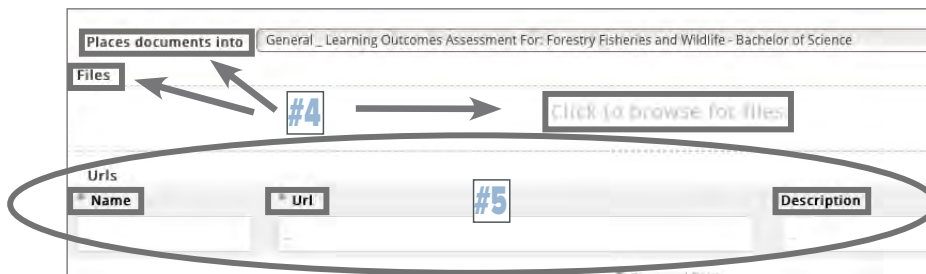 Places documents into General _ Learning Outcomes Assessment For: Forestry Fisheries and Wildlife - Bachelor of Science
Files
#4 Click to browse for files
Urls
* Name * Url #5 Description